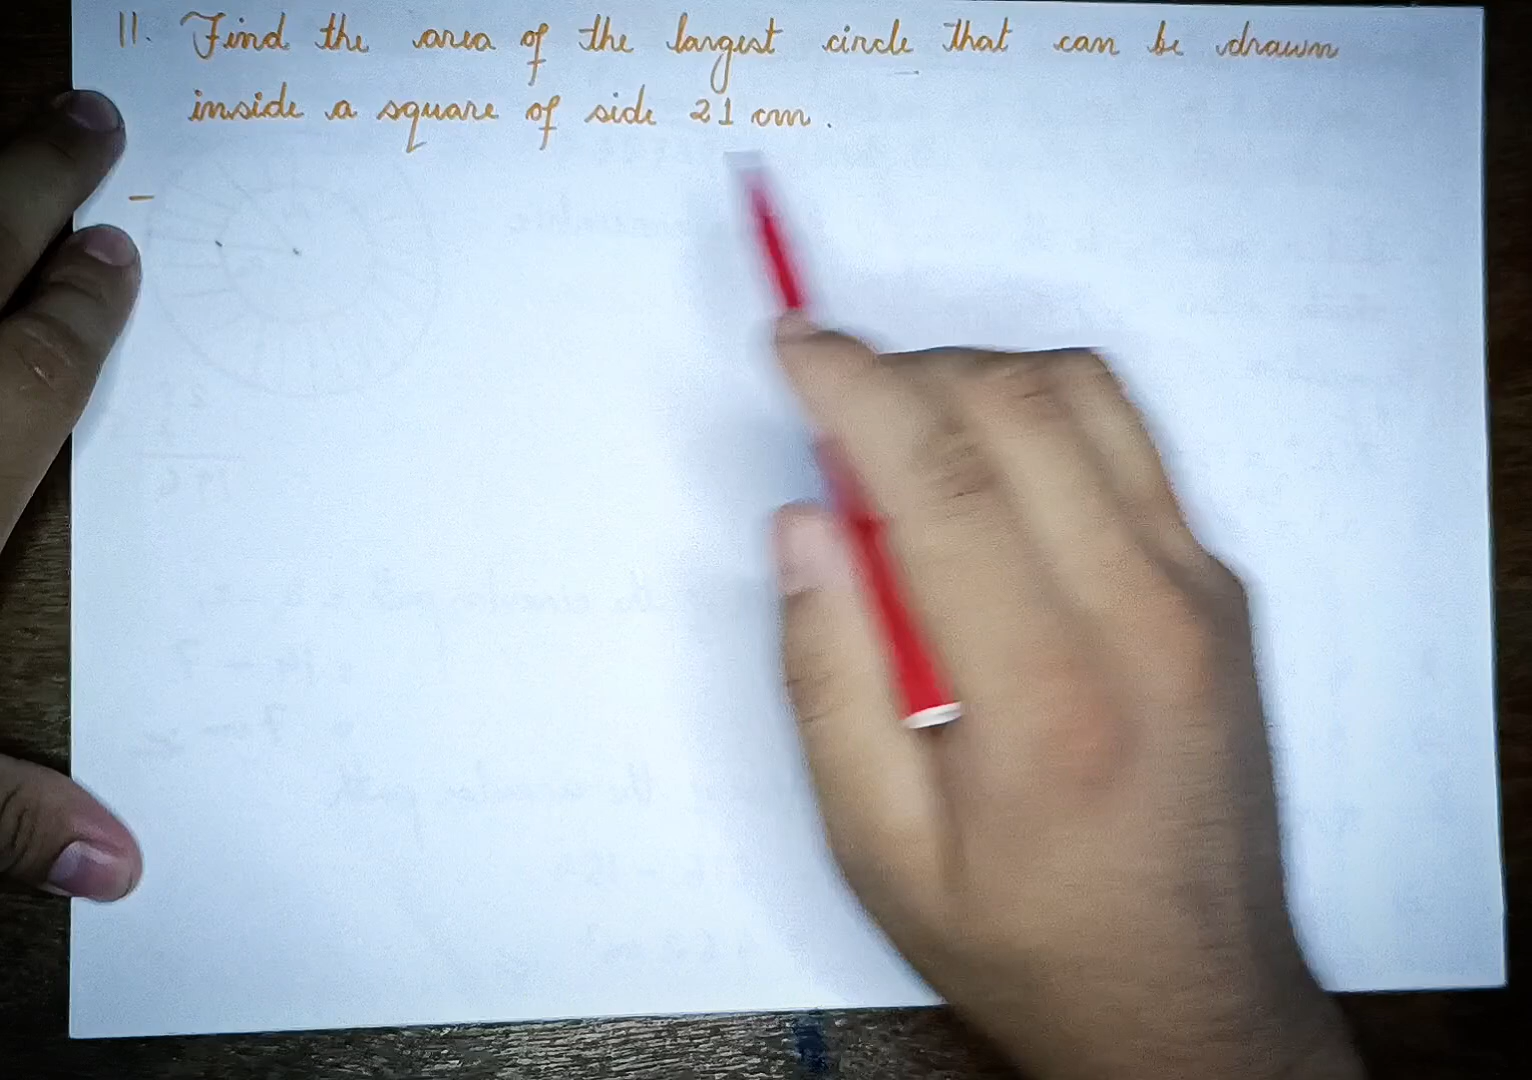 11. Find the area of the largest circle that can be drawn
inside a square of side 21 cm.
-